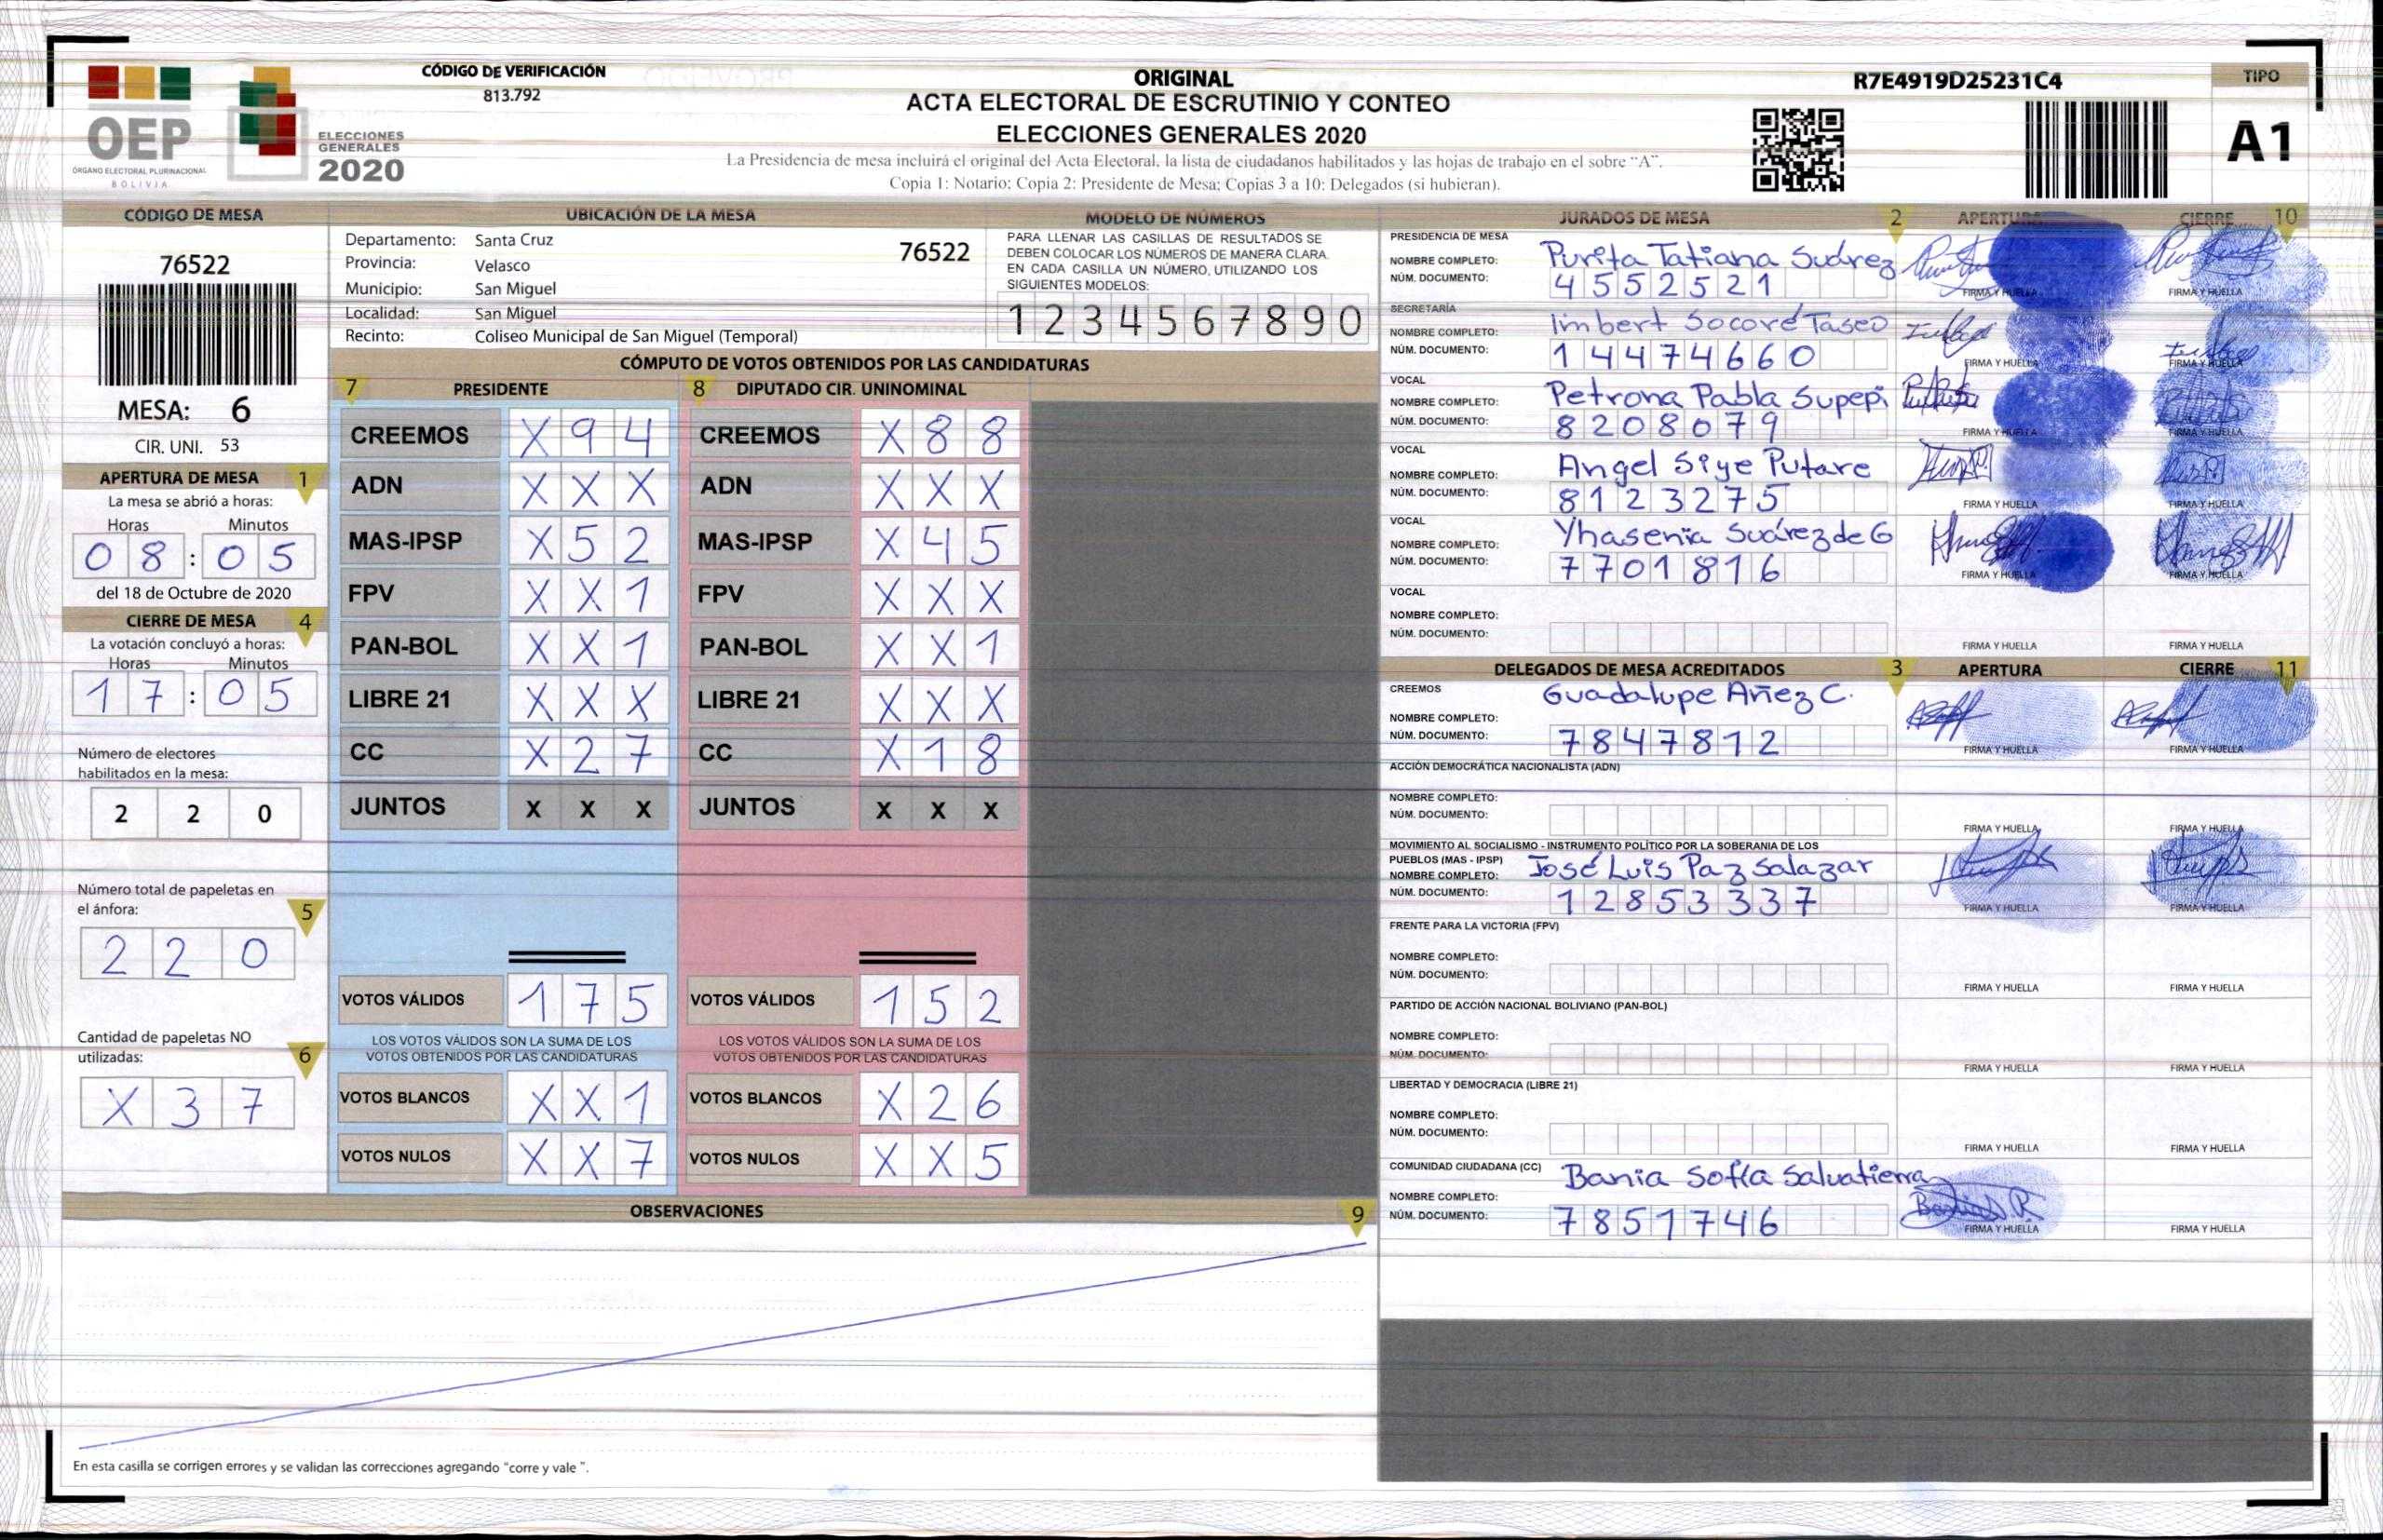 CÓDIGO DE VERIFICACIÓN
813.792
OEP
ÓRGANO ELECTORAL PLURINACIONAL
BOLIVIA
ELECCIONES
GENERALES
2020
ORIGINAL
ACTA ELECTORAL DE ESCRUTINIO Y CONTEO
ELECCIONES GENERALES 2020
La Presidencia de mesa incluirá el original del Acta Electoral, la lista de ciudadanos habilitados y las hojas de trabajo en el sobre "A".
Copia 1: Notario; Copia 2: Presidente de Mesa; Copias 3 a 10: Delegados (si hubieran).
R7E4919D25231C4
TIPO
A1
CÓDIGO DE MESA
76522
MESA: 6
CIR. UNI. 53
APERTURA DE MESA 1
La mesa se abrió a horas:
Horas Minutos
08:05
del 18 de Octubre de 2020
CIERRE DE MESA 4
La votación concluyó a horas:
Horas Minutos
17:05
Número de electores
habilitados en la mesa:
2 2 0
Número total de papeletas en
el ánfora: 5
2 2 0
Cantidad de papeletas NO
utilizadas: 6
X 3 7
UBICACIÓN DE LA MESA
Departamento: Santa Cruz
76522
Provincia: Velasco
Municipio: San Miguel
Localidad: San Miguel
Recinto: Coliseo Municipal de San Miguel (Temporal)
MODELO DE NÚMEROS
PARA LLENAR LAS CASILLAS DE RESULTADOS SE
DEBEN COLOCAR LOS NÚMEROS DE MANERA CLARA.
EN CADA CASILLA UN NÚMERO, UTILIZANDO LOS
SIGUIENTES MODELOS:
1 2 3 4 5 6 7 8 9 0
CÓMPUTO DE VOTOS OBTENIDOS POR LAS CANDIDATURAS
7 PRESIDENTE
CREEMOS X 9 4
ADN X X X
MAS-IPSP X 5 2
FPV X X 1
PAN-BOL X X 1
LIBRE 21 X X X
CC X 2 7
JUNTOS X X X
VOTOS VÁLIDOS 1 7 5
LOS VOTOS VÁLIDOS SON LA SUMA DE LOS
VOTOS OBTENIDOS POR LAS CANDIDATURAS
VOTOS BLANCOS X X 1
VOTOS NULOS X X 7
8 DIPUTADO CIR. UNINOMINAL
CREEMOS X 8 8
ADN X X X
MAS-IPSP X 4 5
FPV X X X
PAN-BOL X X 1
LIBRE 21 X X X
CC X 1 8
JUNTOS X X X
VOTOS VÁLIDOS 1 5 2
LOS VOTOS VÁLIDOS SON LA SUMA DE LOS
VOTOS OBTENIDOS POR LAS CANDIDATURAS
VOTOS BLANCOS X 2 6
VOTOS NULOS X X 5
OBSERVACIONES 9
En esta casilla se corrigen errores y se validan las correcciones agregando "corre y vale ".
JURADOS DE MESA 2 APERTURA CIERRE 10
PRESIDENCIA DE MESA
NOMBRE COMPLETO: Purita Tatiana Suárez
NÚM. DOCUMENTO: 4552521
FIRMA Y HUELLA FIRMA Y HUELLA
SECRETARÍA
NOMBRE COMPLETO: Imbert Socoré Taseo
NÚM. DOCUMENTO: 14474660
FIRMA Y HUELLA FIRMA Y HUELLA
VOCAL
NOMBRE COMPLETO: Petrona Pabla Supepi
NÚM. DOCUMENTO: 8208079
FIRMA Y HUELLA FIRMA Y HUELLA
VOCAL
NOMBRE COMPLETO: Angel Siye Putare
NÚM. DOCUMENTO: 8123275
FIRMA Y HUELLA FIRMA Y HUELLA
VOCAL
NOMBRE COMPLETO: Yhasenia Suárez de G
NÚM. DOCUMENTO: 7701816
FIRMA Y HUELLA FIRMA Y HUELLA
VOCAL
NOMBRE COMPLETO:
NÚM. DOCUMENTO:
FIRMA Y HUELLA FIRMA Y HUELLA
DELEGADOS DE MESA ACREDITADOS 3 APERTURA CIERRE 11
CREEMOS
NOMBRE COMPLETO: Guadalupe Añez C.
NÚM. DOCUMENTO: 7847812
FIRMA Y HUELLA FIRMA Y HUELLA
ACCIÓN DEMOCRÁTICA NACIONALISTA (ADN)
NOMBRE COMPLETO:
NÚM. DOCUMENTO:
FIRMA Y HUELLA FIRMA Y HUELLA
MOVIMIENTO AL SOCIALISMO - INSTRUMENTO POLÍTICO POR LA SOBERANIA DE LOS
PUEBLOS (MAS - IPSP)
NOMBRE COMPLETO: José Luis Paz Salazar
NÚM. DOCUMENTO: 12853337
FIRMA Y HUELLA FIRMA Y HUELLA
FRENTE PARA LA VICTORIA (FPV)
NOMBRE COMPLETO:
NÚM. DOCUMENTO:
FIRMA Y HUELLA FIRMA Y HUELLA
PARTIDO DE ACCIÓN NACIONAL BOLIVIANO (PAN-BOL)
NOMBRE COMPLETO:
NÚM. DOCUMENTO:
FIRMA Y HUELLA FIRMA Y HUELLA
LIBERTAD Y DEMOCRACIA (LIBRE 21)
NOMBRE COMPLETO:
NÚM. DOCUMENTO:
FIRMA Y HUELLA FIRMA Y HUELLA
COMUNIDAD CIUDADANA (CC)
NOMBRE COMPLETO: Bania Sofía Salvatierra
NÚM. DOCUMENTO: 7851746
FIRMA Y HUELLA FIRMA Y HUELLA